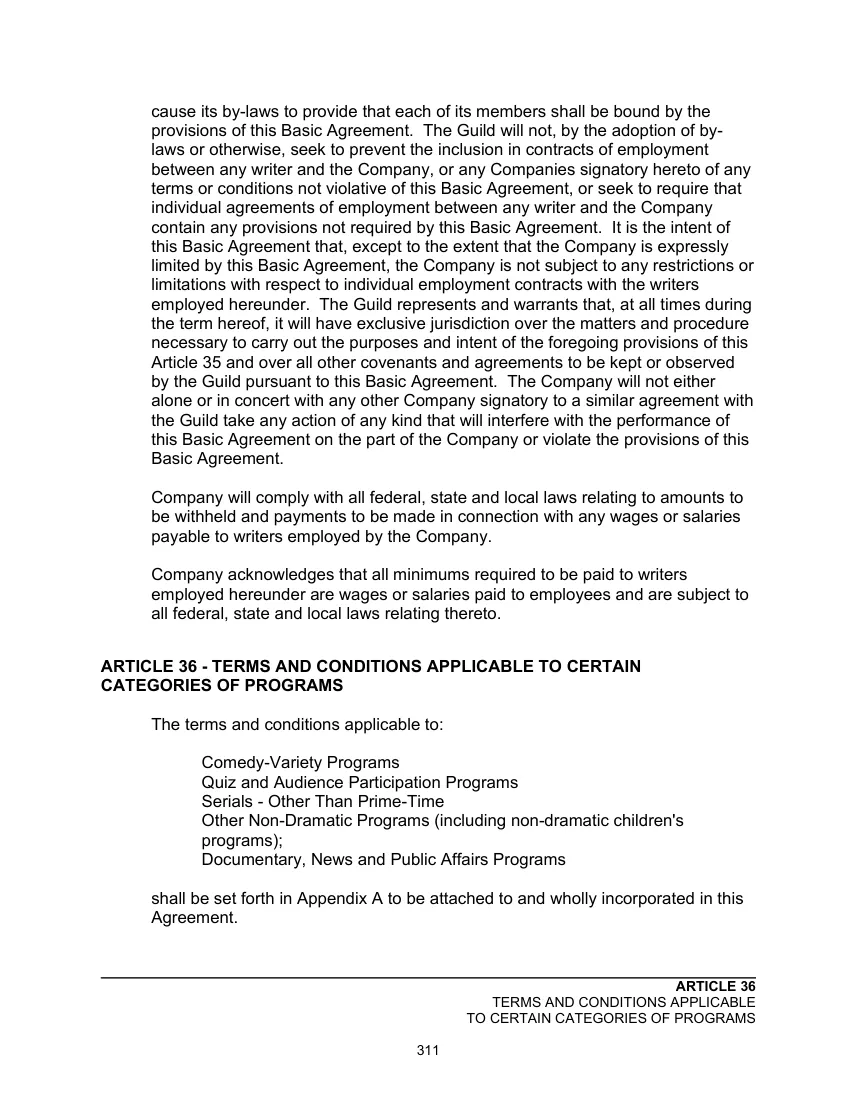 cause its by-laws to provide that each of its members shall be bound by the
provisions of this Basic Agreement.  The Guild will not, by the adoption of by-
laws or otherwise, seek to prevent the inclusion in contracts of employment
between any writer and the Company, or any Companies signatory hereto of any
terms or conditions not violative of this Basic Agreement, or seek to require that
individual agreements of employment between any writer and the Company
contain any provisions not required by this Basic Agreement.  It is the intent of
this Basic Agreement that, except to the extent that the Company is expressly
limited by this Basic Agreement, the Company is not subject to any restrictions or
limitations with respect to individual employment contracts with the writers
employed hereunder.  The Guild represents and warrants that, at all times during
the term hereof, it will have exclusive jurisdiction over the matters and procedure
necessary to carry out the purposes and intent of the foregoing provisions of this
Article 35 and over all other covenants and agreements to be kept or observed
by the Guild pursuant to this Basic Agreement.  The Company will not either
alone or in concert with any other Company signatory to a similar agreement with
the Guild take any action of any kind that will interfere with the performance of
this Basic Agreement on the part of the Company or violate the provisions of this
Basic Agreement.
Company will comply with all federal, state and local laws relating to amounts to
be withheld and payments to be made in connection with any wages or salaries
payable to writers employed by the Company.
Company acknowledges that all minimums required to be paid to writers
employed hereunder are wages or salaries paid to employees and are subject to
all federal, state and local laws relating thereto.
ARTICLE 36 - TERMS AND CONDITIONS APPLICABLE TO CERTAIN
CATEGORIES OF PROGRAMS
The terms and conditions applicable to:
Comedy-Variety Programs
Quiz and Audience Participation Programs
Serials - Other Than Prime-Time
Other Non-Dramatic Programs (including non-dramatic children's
programs);
Documentary, News and Public Affairs Programs
shall be set forth in Appendix A to be attached to and wholly incorporated in this
Agreement.
ARTICLE 36
TERMS AND CONDITIONS APPLICABLE
TO CERTAIN CATEGORIES OF PROGRAMS
311